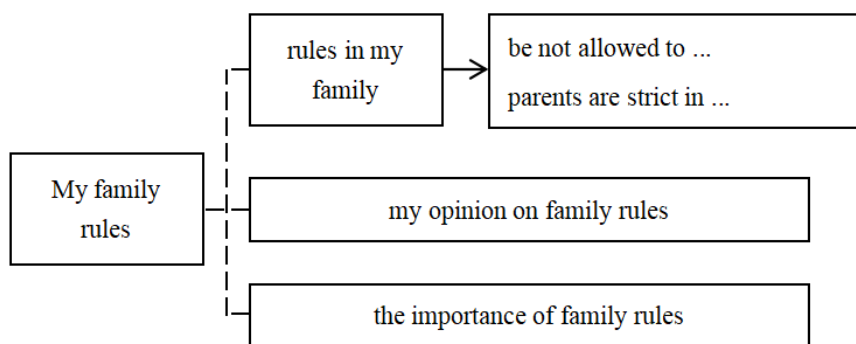 rules in my
family
be not allowed to ...
parents are strict in ...
My family
rules
my opinion on family rules
the importance of family rules